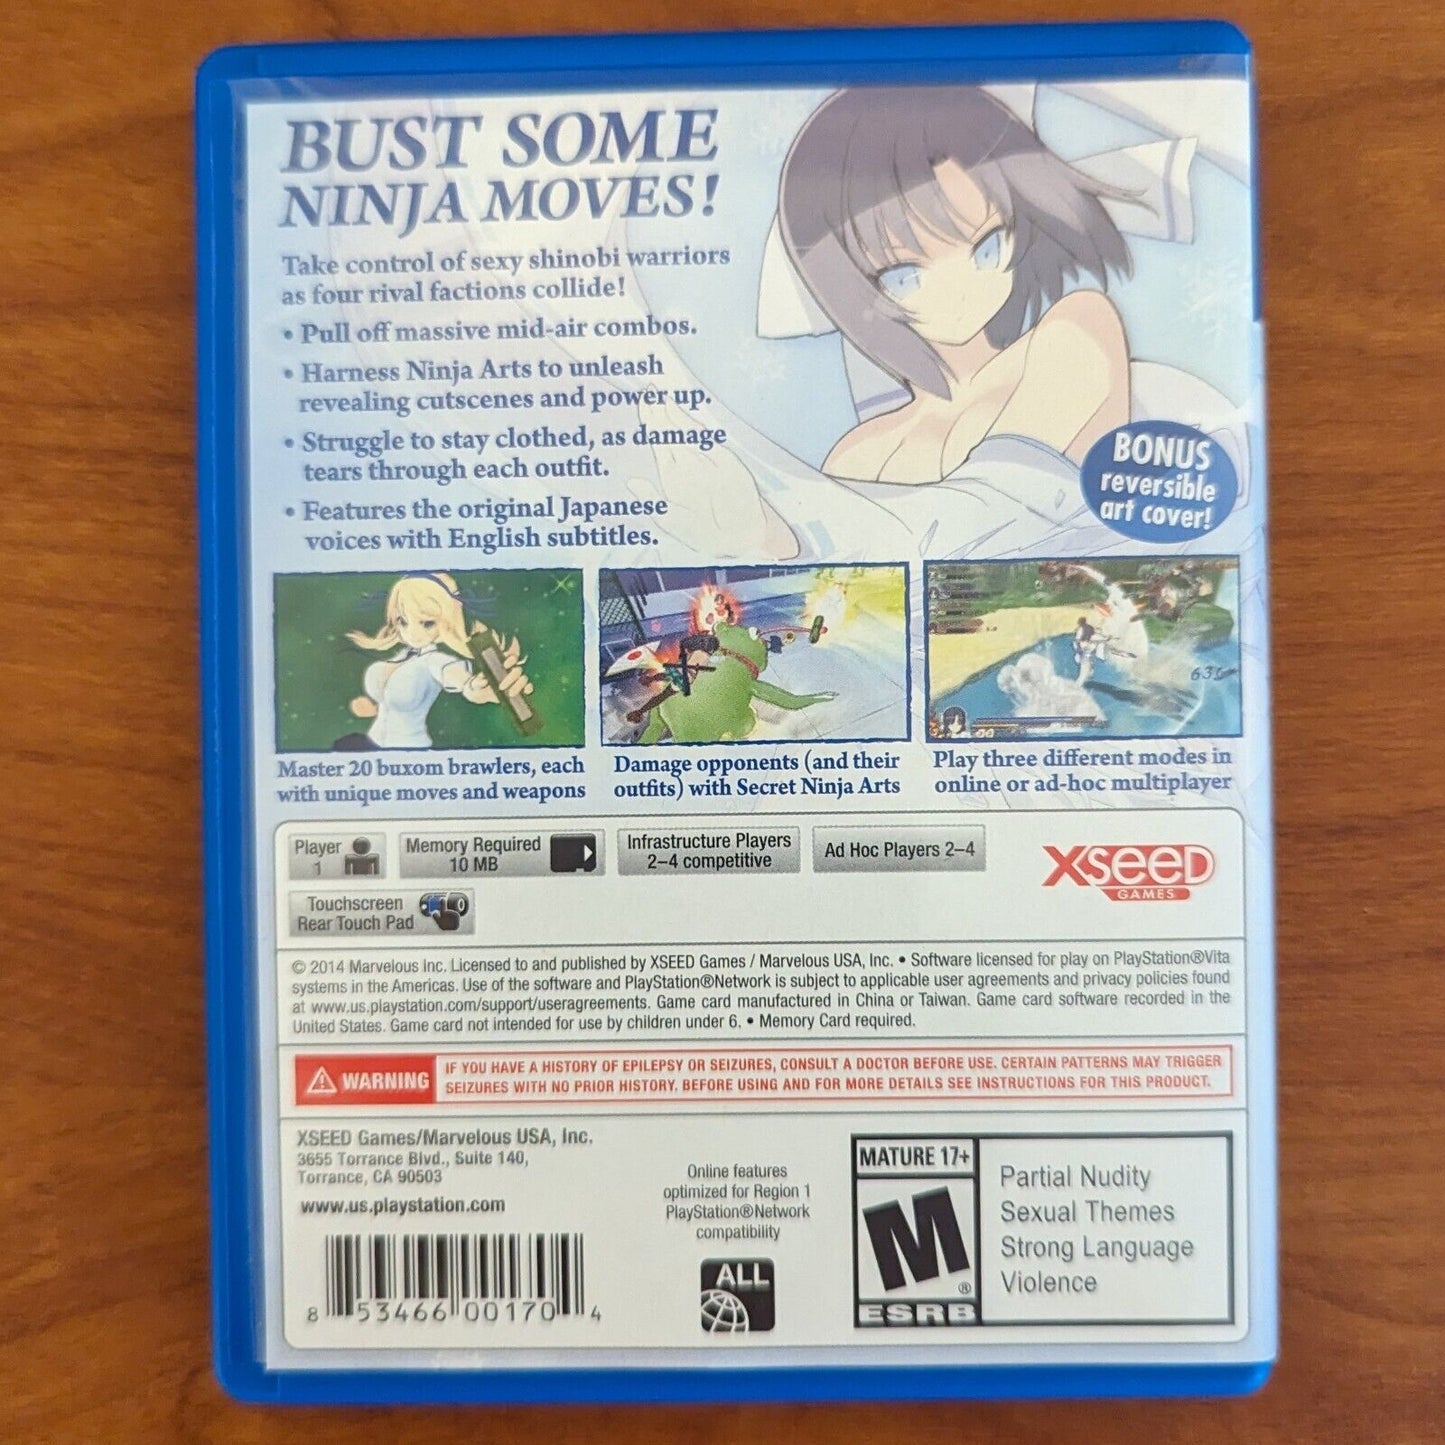 BUST SOME
NINJA MOVES!
Take control of sexy shinobi warriors
as four rival factions collide!
• Pull off massive mid-air combos.
• Harness Ninja Arts to unleash
revealing cutscenes and power up.
• Struggle to stay clothed, as damage
tears through each outfit.
• Features the original Japanese
voices with English subtitles.
BONUS
reversible
art cover!
636
Master 20 buxom brawlers, each
with unique moves and weapons
Damage opponents (and their
outfits) with Secret Ninja Arts
Play three different modes in
online or ad-hoc multiplayer
Player
1
Memory Required
10 MB
Infrastructure Players
2–4 competitive
Ad Hoc Players 2–4
Touchscreen
Rear Touch Pad
XSEED
GAMES
© 2014 Marvelous Inc. Licensed to and published by XSEED Games / Marvelous USA, Inc. • Software licensed for play on PlayStation®Vita
systems in the Americas. Use of the software and PlayStation®Network is subject to applicable user agreements and privacy policies found
at www.us.playstation.com/support/useragreements. Game card manufactured in China or Taiwan. Game card software recorded in the
United States. Game card not intended for use by children under 6. • Memory Card required.
WARNING
IF YOU HAVE A HISTORY OF EPILEPSY OR SEIZURES, CONSULT A DOCTOR BEFORE USE. CERTAIN PATTERNS MAY TRIGGER
SEIZURES WITH NO PRIOR HISTORY. BEFORE USING AND FOR MORE DETAILS SEE INSTRUCTIONS FOR THIS PRODUCT.
XSEED Games/Marvelous USA, Inc.
3655 Torrance Blvd., Suite 140,
Torrance, CA 90503
www.us.playstation.com
8 53466 00170 4
Online features
optimized for Region 1
PlayStation®Network
compatibility
ALL
MATURE 17+
M
®
ESRB
Partial Nudity
Sexual Themes
Strong Language
Violence